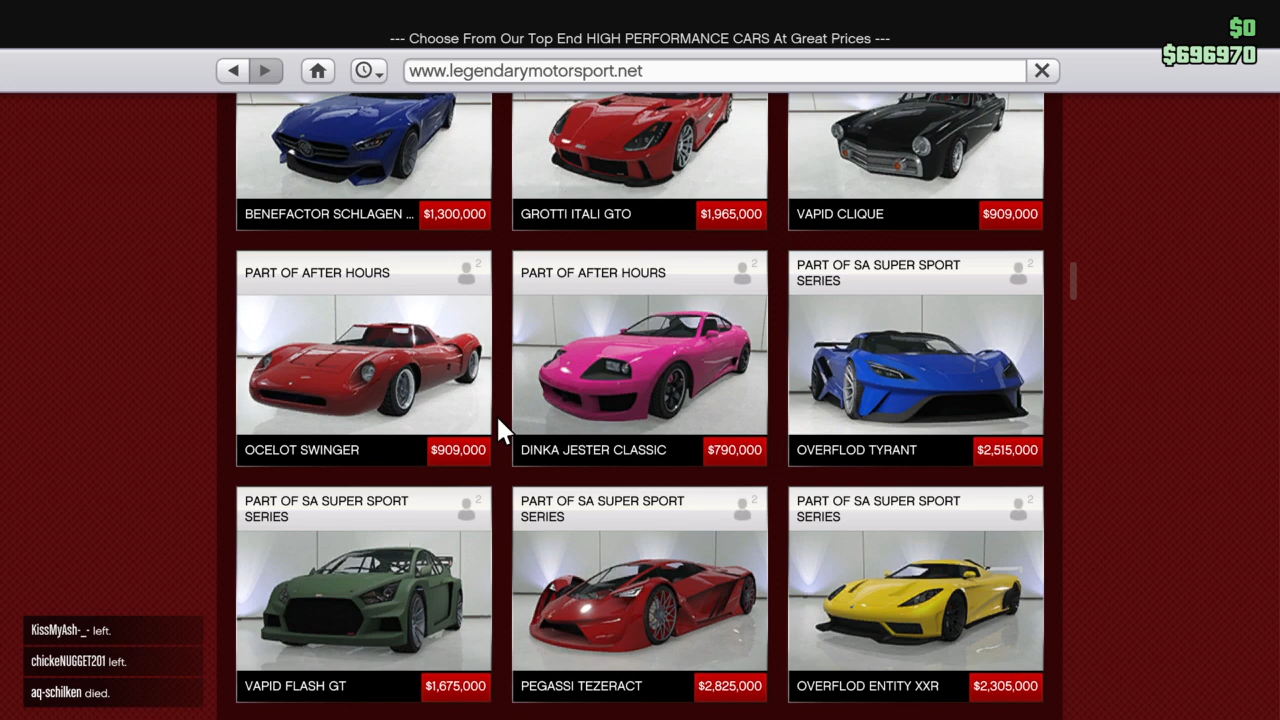 --- Choose From Our Top End HIGH PERFORMANCE CARS At Great Prices ---
$0
$696970
www.legendarymotorsport.net
BENEFACTOR SCHLAGEN ... $1,300,000
GROTTI ITALI GTO $1,965,000
VAPID CLIQUE $909,000
PART OF AFTER HOURS 2
OCELOT SWINGER $909,000
PART OF AFTER HOURS 2
DINKA JESTER CLASSIC $790,000
PART OF SA SUPER SPORT 2
SERIES
OVERFLOD TYRANT $2,515,000
PART OF SA SUPER SPORT 2
SERIES
VAPID FLASH GT $1,675,000
PART OF SA SUPER SPORT 2
SERIES
PEGASSI TEZERACT $2,825,000
PART OF SA SUPER SPORT 2
SERIES
OVERFLOD ENTITY XXR $2,305,000
KissMyAsh-_- left.
chickeNUGGET201 left.
aq-schilken died.